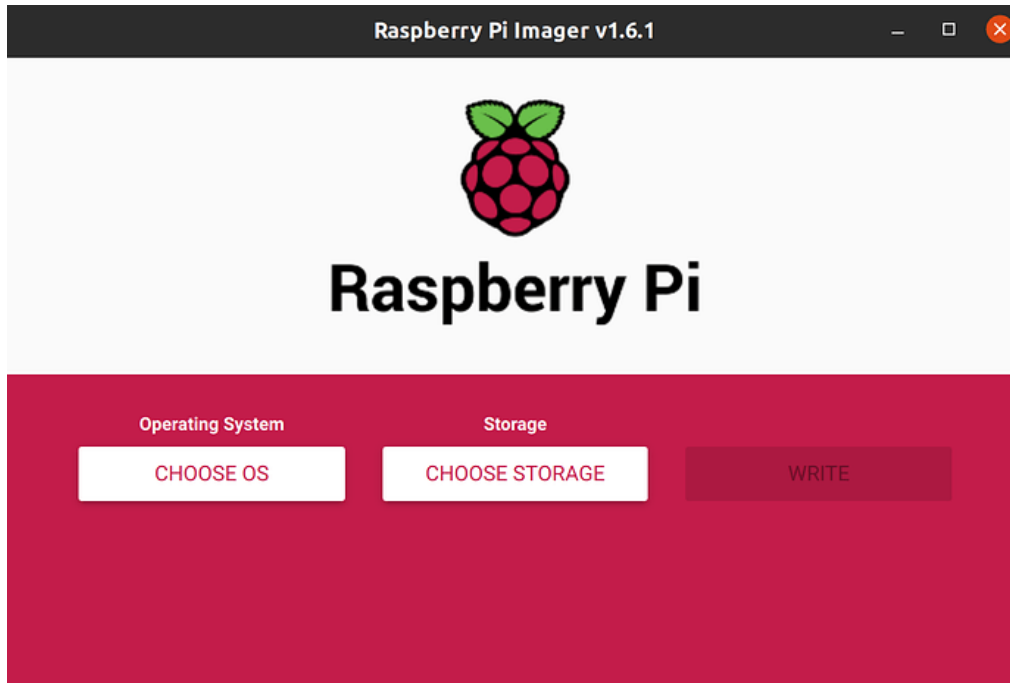 Raspberry Pi Imager v1.6.1
Raspberry Pi
Operating System
Storage
CHOOSE OS
CHOOSE STORAGE
WRITE